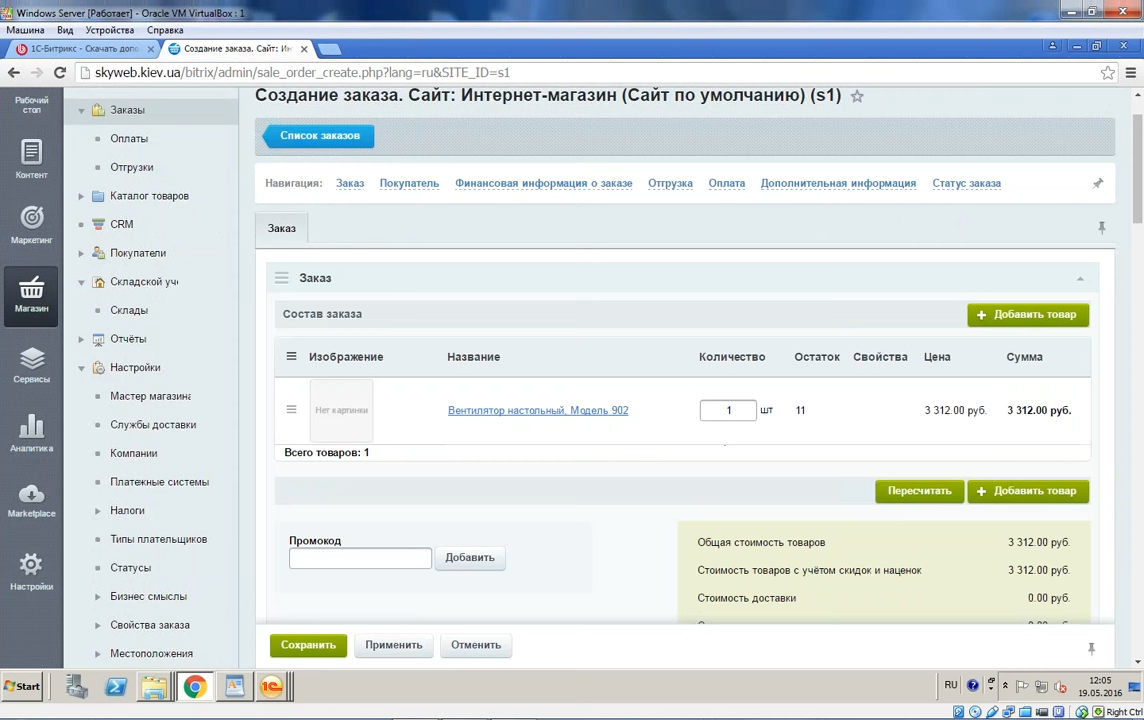 Windows Server [Работает] - Oracle VM VirtualBox : 1
Машина Вид Устройства Справка
1С-Битрикс - Скачать допо
Создание заказа. Сайт: Ин
skyweb.kiev.ua/bitrix/admin/sale_order_create.php?lang=ru&SITE_ID=s1
Рабочий
стол
Контент
Маркетинг
Магазин
Сервисы
Аналитика
Marketplace
Настройки
Заказы
Оплаты
Отгрузки
Каталог товаров
CRM
Покупатели
Складской уч
Склады
Отчёты
Настройки
Мастер магазина
Службы доставки
Компании
Платежные системы
Налоги
Типы плательщиков
Статусы
Бизнес смыслы
Свойства заказа
Местоположения
Создание заказа. Сайт: Интернет-магазин (Сайт по умолчанию) (s1)
Список заказов
Навигация: Заказ Покупатель Финансовая информация о заказе Отгрузка Оплата Дополнительная информация Статус заказа
Заказ
Заказ
Состав заказа
+ Добавить товар
Изображение Название Количество Остаток Свойства Цена Сумма
Нет картинки Вентилятор настольный. Модель 902 1 шт 11 3 312.00 руб. 3 312.00 руб.
Всего товаров: 1
Пересчитать + Добавить товар
Промокод
Добавить
Общая стоимость товаров 3 312.00 руб.
Стоимость товаров с учётом скидок и наценок 3 312.00 руб.
Стоимость доставки 0.00 руб.
Сохранить Применить Отменить
Start
RU
12:05
19.05.2016
Right Ctrl